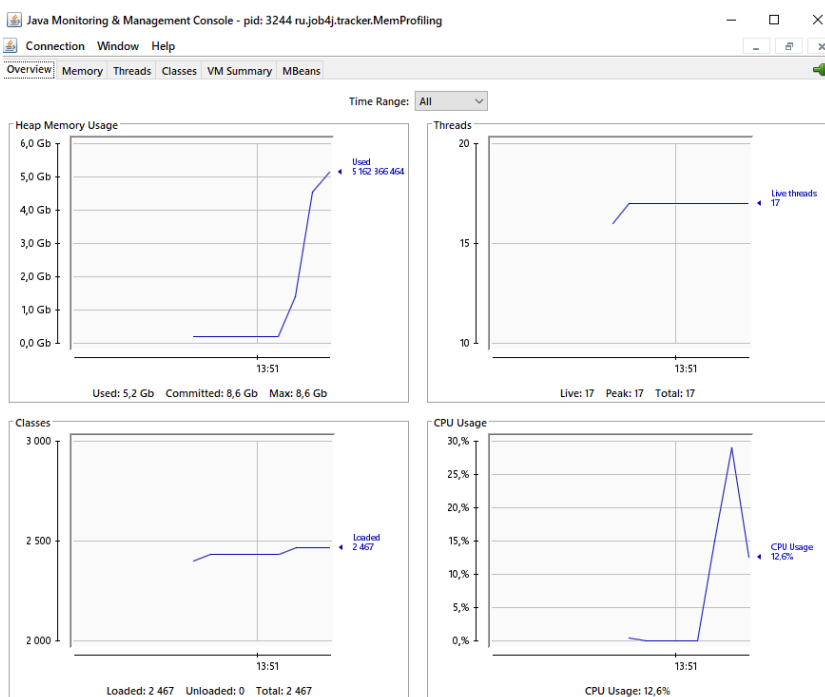 Java Monitoring & Management Console - pid: 3244 ru.job4j.tracker.MemProfiling
Connection Window Help
Overview Memory Threads Classes VM Summary MBeans
Time Range: All
Heap Memory Usage
6,0 Gb
5,0 Gb
4,0 Gb
3,0 Gb
2,0 Gb
1,0 Gb
0,0 Gb
Used
5 162 366 464
13:51
Used: 5,2 Gb Committed: 8,6 Gb Max: 8,6 Gb
Threads
20
15
10
Live threads
17
13:51
Live: 17 Peak: 17 Total: 17
Classes
3 000
2 500
2 000
Loaded
2 467
13:51
Loaded: 2 467 Unloaded: 0 Total: 2 467
CPU Usage
30,%
25,%
20,%
15,%
10,%
5,%
0,%
CPU Usage
12,6%
13:51
CPU Usage: 12,6%